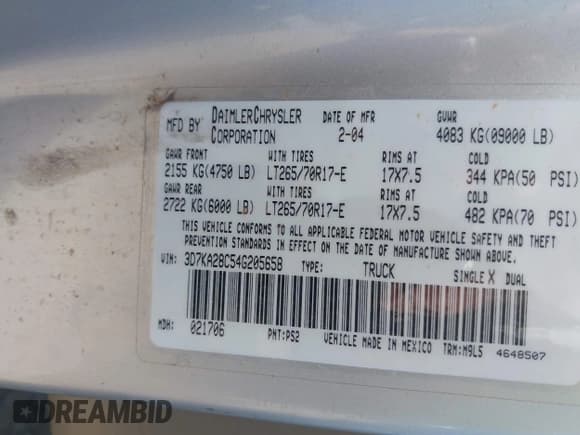 MFD BY DAIMLERCHRYSLER CORPORATION DATE OF MFR 2-04 GVWR 4083 KG(09000 LB)
GAWR FRONT WITH TIRES RIMS AT COLD
2155 KG(4750 LB) LT265/70R17-E 17X7.5 344 KPA(50 PSI)
GAWR REAR WITH TIRES RIMS AT COLD
2722 KG(6000 LB) LT265/70R17-E 17X7.5 482 KPA(70 PSI)
THIS VEHICLE CONFORMS TO ALL APPLICABLE FEDERAL MOTOR VEHICLE SAFETY AND THEFT
PREVENTION STANDARDS IN EFFECT ON THE DATE OF MANUFACTURE SHOWN ABOVE.
VIN: 3D7KA28C54G205658 TYPE: TRUCK SINGLE X DUAL
MDH: 021706 PNT:PS2 VEHICLE MADE IN MEXICO TRM:M9L5 4648507
DREAMBID